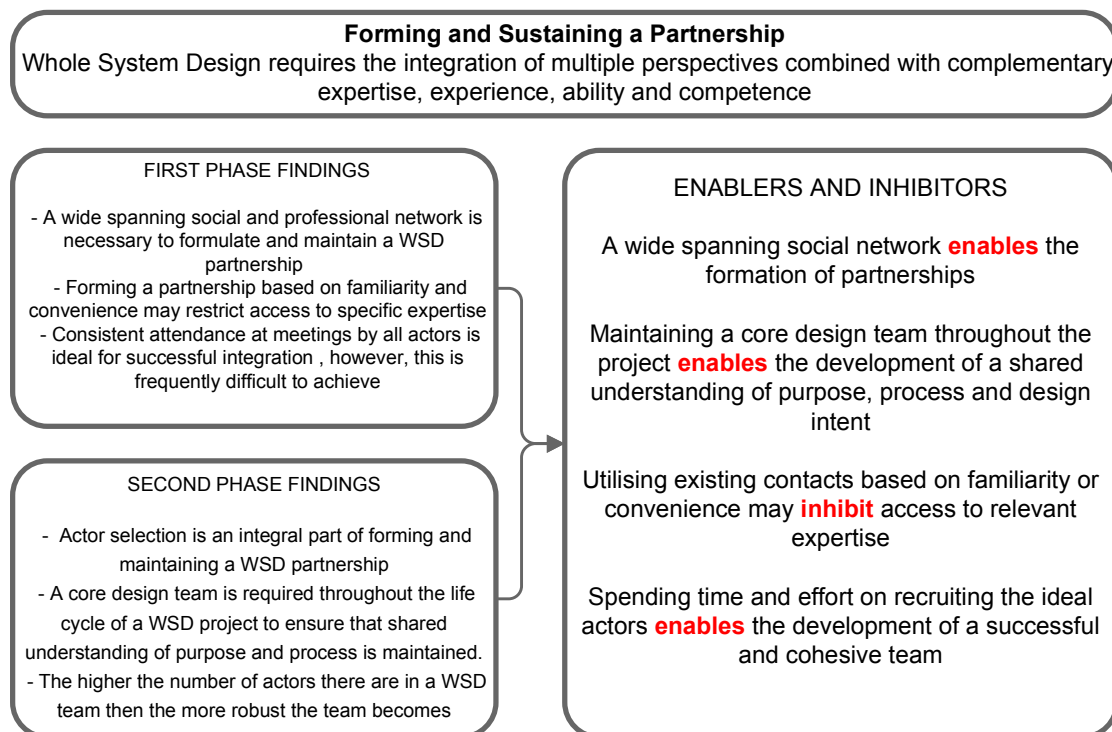 Forming and Sustaining a Partnership
Whole System Design requires the integration of multiple perspectives combined with complementary
expertise, experience, ability and competence
FIRST PHASE FINDINGS
- A wide spanning social and professional network is
necessary to formulate and maintain a WSD
partnership
- Forming a partnership based on familiarity and
convenience may restrict access to specific expertise
- Consistent attendance at meetings by all actors is
ideal for successful integration , however, this is
frequently difficult to achieve
SECOND PHASE FINDINGS
- Actor selection is an integral part of forming and
maintaining a WSD partnership
- A core design team is required throughout the life
cycle of a WSD project to ensure that shared
understanding of purpose and process is maintained.
- The higher the number of actors there are in a WSD
team then the more robust the team becomes
ENABLERS AND INHIBITORS
A wide spanning social network enables the
formation of partnerships
Maintaining a core design team throughout the
project enables the development of a shared
understanding of purpose, process and design
intent
Utilising existing contacts based on familiarity or
convenience may inhibit access to relevant
expertise
Spending time and effort on recruiting the ideal
actors enables the development of a successful
and cohesive team